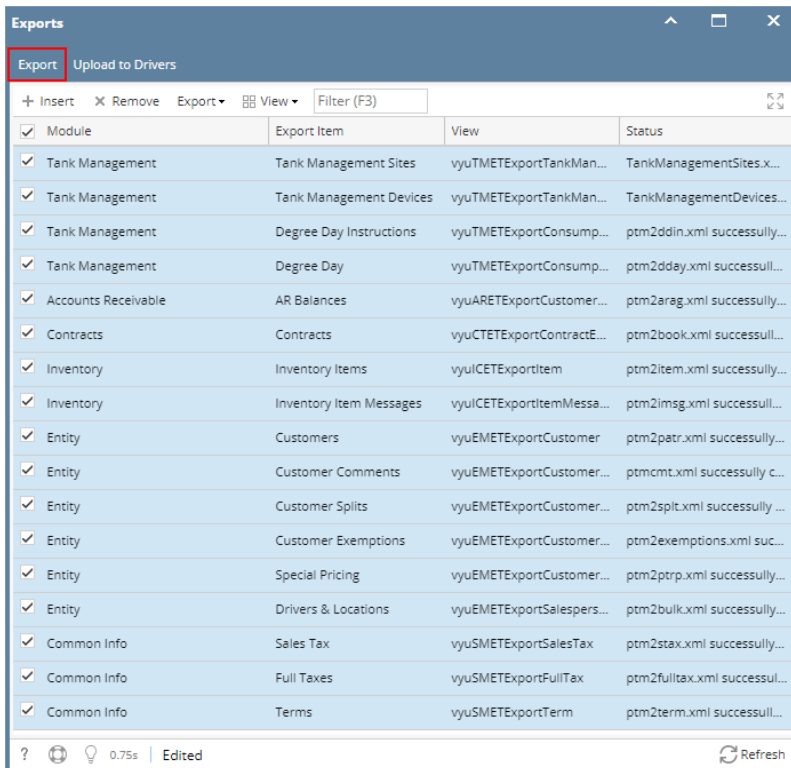 Exports
Export Upload to Drivers
+ Insert × Remove Export View Filter (F3)
Module Export Item View Status
Tank Management Tank Management Sites vyuTMETExportTankMan... TankManagementSites.x...
Tank Management Tank Management Devices vyuTMETExportTankMan... TankManagementDevices...
Tank Management Degree Day Instructions vyuTMETExportConsump... ptm2ddin.xml successully...
Tank Management Degree Day vyuTMETExportConsump... ptm2dday.xml successull...
Accounts Receivable AR Balances vyuARETExportCustomer... ptm2arag.xml successully...
Contracts Contracts vyuCTETExportContractE... ptm2book.xml successull...
Inventory Inventory Items vyuICETExportItem ptm2item.xml successully...
Inventory Inventory Item Messages vyuICETExportItemMessa... ptm2imsg.xml successull...
Entity Customers vyuEMETExportCustomer ptm2patr.xml successully...
Entity Customer Comments vyuEMETExportCustomer... ptmcmt.xml successully c...
Entity Customer Splits vyuEMETExportCustomer... ptm2splt.xml successully ...
Entity Customer Exemptions vyuEMETExportCustomer... ptm2exemptions.xml suc...
Entity Special Pricing vyuEMETExportCustomer... ptm2ptrp.xml successully...
Entity Drivers & Locations vyuEMETExportSalespers... ptm2bulk.xml successully...
Common Info Sales Tax vyuSMETExportSalesTax ptm2stax.xml successully...
Common Info Full Taxes vyuSMETExportFullTax ptm2fulltax.xml successul...
Common Info Terms vyuSMETExportTerm ptm2term.xml successull...
? 0.75s Edited Refresh